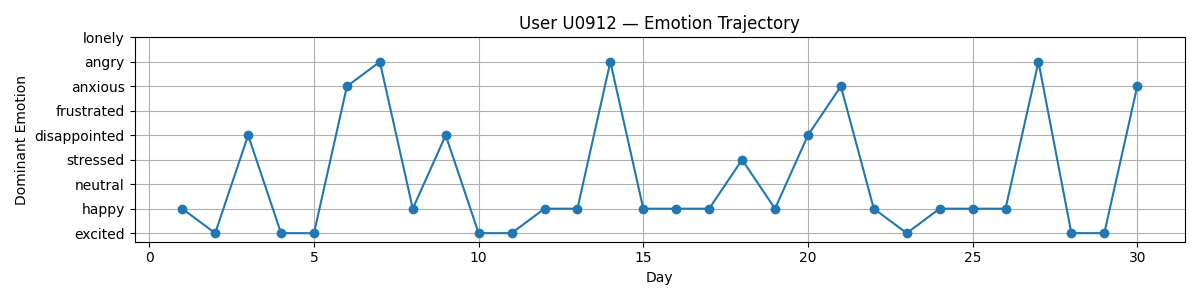 User U0912 — Emotion Trajectory
lonely
angry
anxious
frustrated
disappointed
stressed
neutral
happy
excited
Dominant Emotion
0 5 10 15 20 25 30
Day